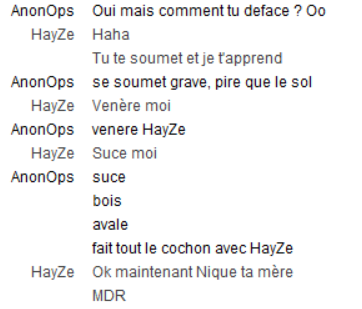 AnonOps Oui mais comment tu deface ? Oo
HayZe Haha
Tu te soumet et je t'apprend
AnonOps se soumet grave, pire que le sol
HayZe Venère moi
AnonOps venere HayZe
HayZe Suce moi
AnonOps suce
bois
avale
fait tout le cochon avec HayZe
HayZe Ok maintenant Nique ta mère
MDR